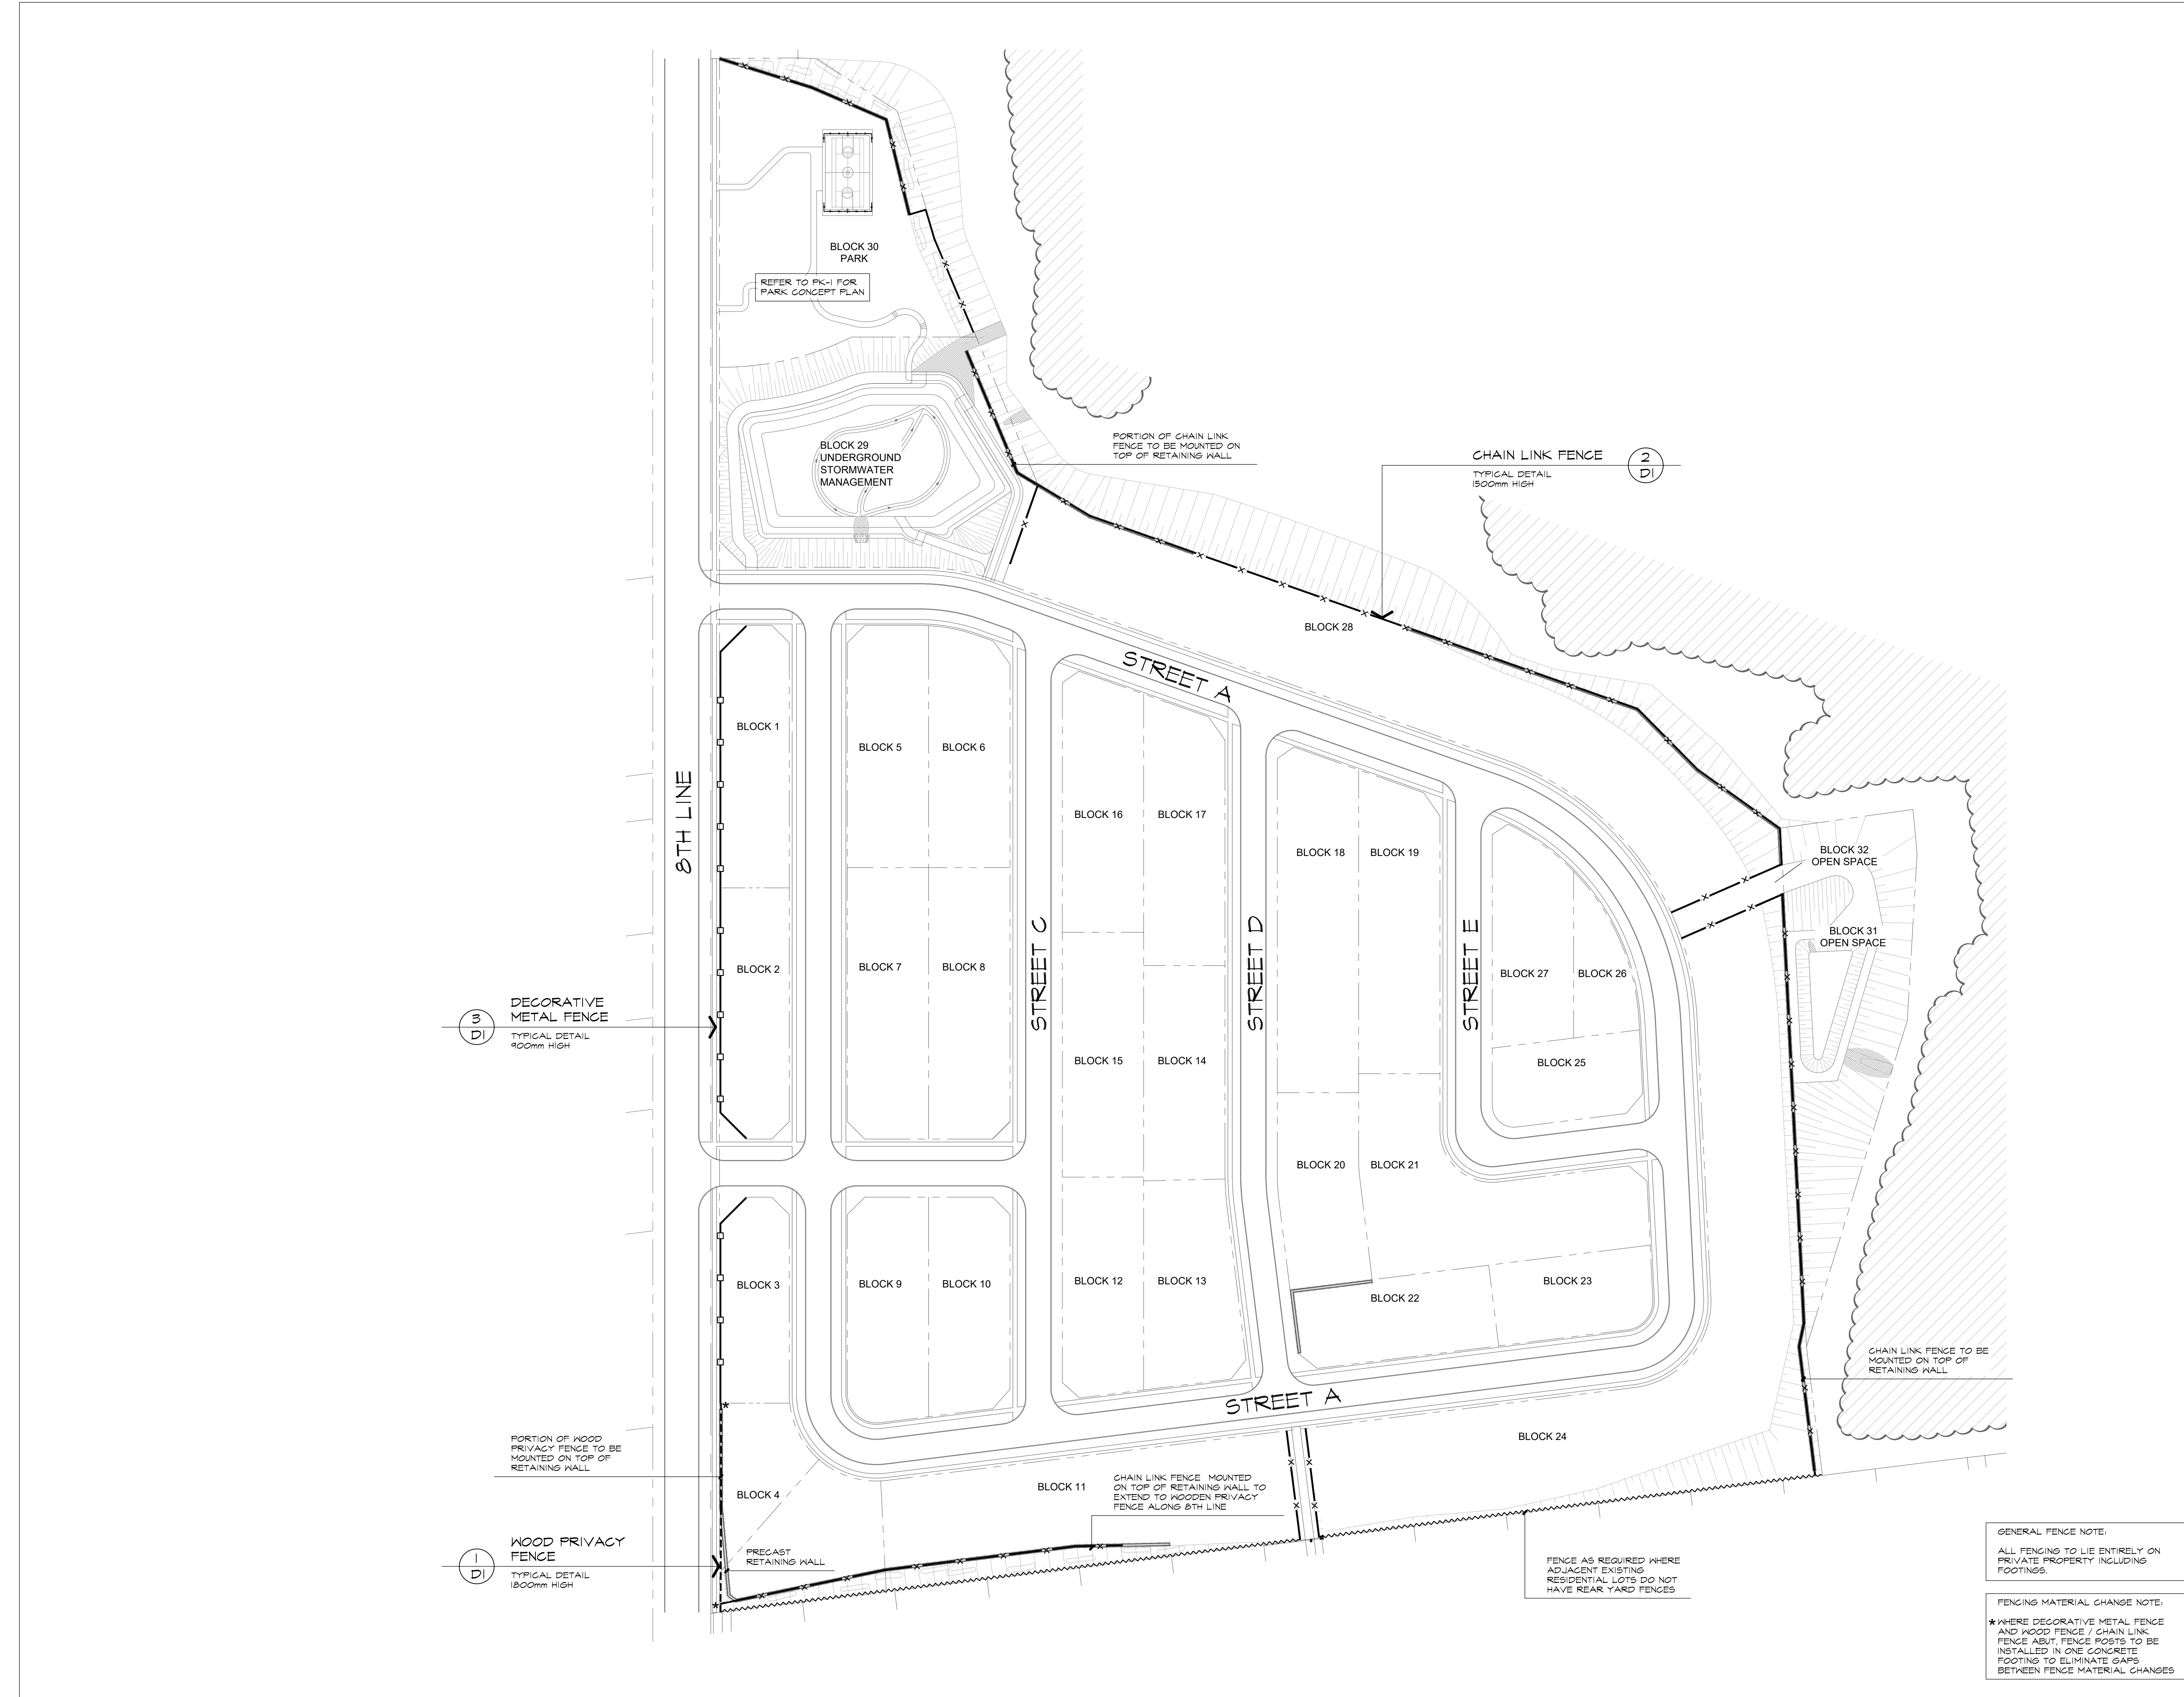 BLOCK 30
PARK
REFER TO PK-1 FOR
PARK CONCEPT PLAN
BLOCK 29
UNDERGROUND
STORMWATER
MANAGEMENT
PORTION OF CHAIN LINK
FENCE TO BE MOUNTED ON
TOP OF RETAINING WALL
CHAIN LINK FENCE
TYPICAL DETAIL
1500mm HIGH
2
D1
BLOCK 28
STREET A
BLOCK 1
BLOCK 5
BLOCK 6
8TH LINE
BLOCK 16
BLOCK 17
BLOCK 18
BLOCK 19
BLOCK 32
OPEN SPACE
BLOCK 31
OPEN SPACE
BLOCK 2
BLOCK 7
BLOCK 8
STREET C
STREET D
STREET E
BLOCK 27
BLOCK 26
3
D1
DECORATIVE
METAL FENCE
TYPICAL DETAIL
900mm HIGH
BLOCK 15
BLOCK 14
BLOCK 25
BLOCK 20
BLOCK 21
BLOCK 3
BLOCK 9
BLOCK 10
BLOCK 12
BLOCK 13
BLOCK 22
BLOCK 23
CHAIN LINK FENCE TO BE
MOUNTED ON TOP OF
RETAINING WALL
STREET A
*
PORTION OF WOOD
PRIVACY FENCE TO BE
MOUNTED ON TOP OF
RETAINING WALL
BLOCK 24
BLOCK 4
BLOCK 11
CHAIN LINK FENCE MOUNTED
ON TOP OF RETAINING WALL TO
EXTEND TO WOODEN PRIVACY
FENCE ALONG 8TH LINE
1
D1
WOOD PRIVACY
FENCE
TYPICAL DETAIL
1800mm HIGH
PRECAST
RETAINING WALL
*
FENCE AS REQUIRED WHERE
ADJACENT EXISTING
RESIDENTIAL LOTS DO NOT
HAVE REAR YARD FENCES
GENERAL FENCE NOTE:
ALL FENCING TO LIE ENTIRELY ON
PRIVATE PROPERTY INCLUDING
FOOTINGS.
FENCING MATERIAL CHANGE NOTE:
* WHERE DECORATIVE METAL FENCE
AND WOOD FENCE / CHAIN LINK
FENCE ABUT, FENCE POSTS TO BE
INSTALLED IN ONE CONCRETE
FOOTING TO ELIMINATE GAPS
BETWEEN FENCE MATERIAL CHANGES